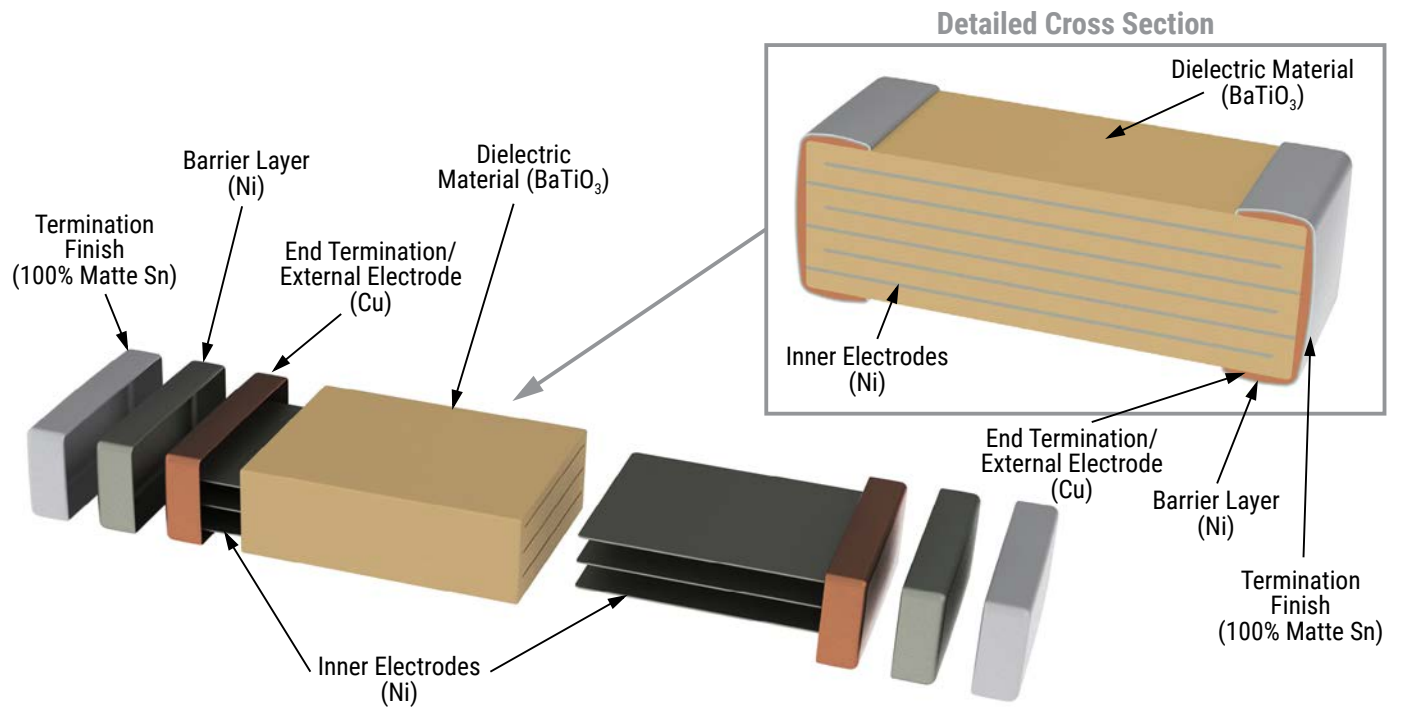 Detailed Cross Section
Dielectric Material
(BaTiO₃)
Inner Electrodes
(Ni)
End Termination/
External Electrode
(Cu)
Barrier Layer
(Ni)
Termination
Finish
(100% Matte Sn)
Termination
Finish
(100% Matte Sn)
Barrier Layer
(Ni)
End Termination/
External Electrode
(Cu)
Dielectric
Material (BaTiO₃)
Inner Electrodes
(Ni)